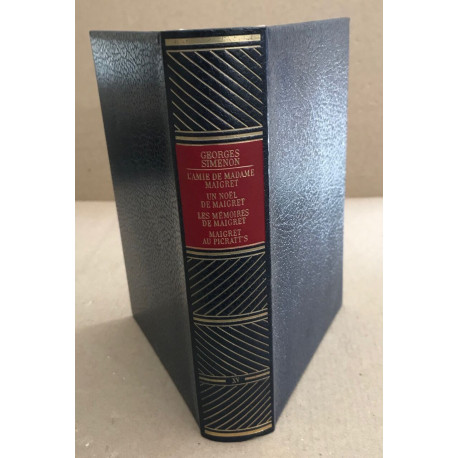 GEORGES
SIMENON
L'AMIE DE MADAME
MAIGRET
UN NOËL
DE MAIGRET
LES MÉMOIRES
DE MAIGRET
MAIGRET
AU PICRATT'S
XV